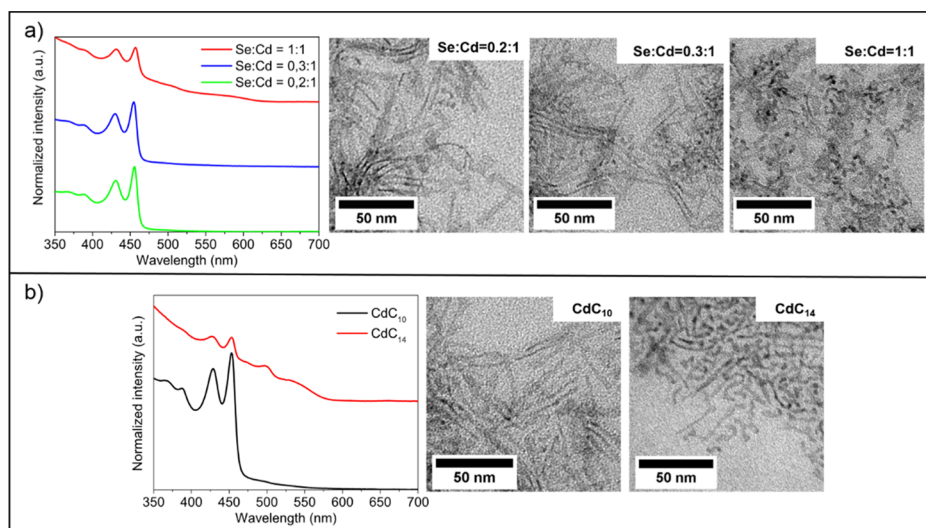 a)
Normalized intensity (a.u.)
Se:Cd = 1:1
Se:Cd = 0,3:1
Se:Cd = 0,2:1
350 400 450 500 550 600 650 700
Wavelength (nm)
Se:Cd=0.2:1
50 nm
Se:Cd=0.3:1
50 nm
Se:Cd=1:1
50 nm
b)
Normalized intensity (a.u.)
CdC₁₀
CdC₁₄
350 400 450 500 550 600 650 700
Wavelength (nm)
CdC₁₀
50 nm
CdC₁₄
50 nm